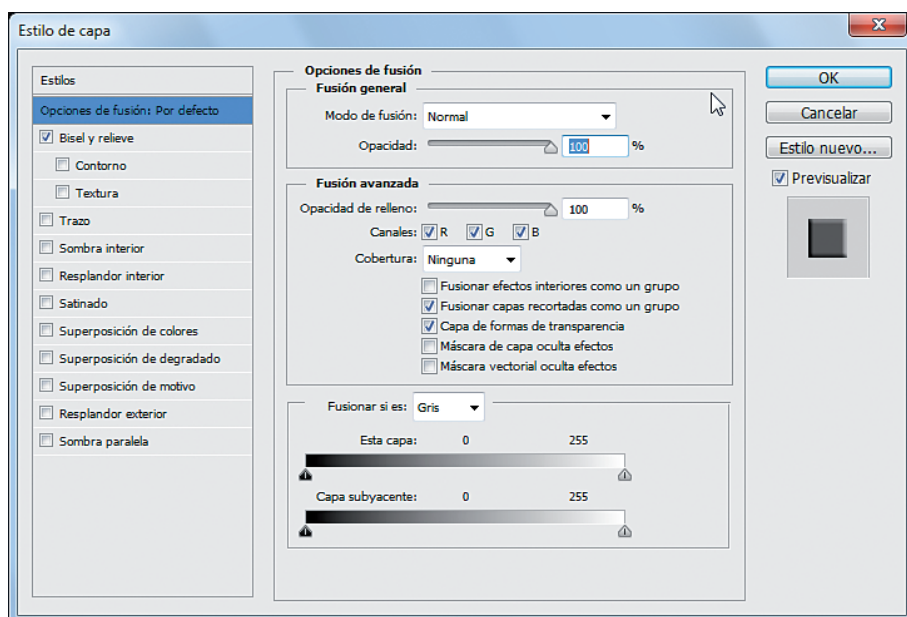 Estilo de capa
Estilos
Opciones de fusión: Por defecto
Bisel y relieve
Contorno
Textura
Trazo
Sombra interior
Resplandor interior
Satinado
Superposición de colores
Superposición de degradado
Superposición de motivo
Resplandor exterior
Sombra paralela
Opciones de fusión
Fusión general
Modo de fusión: Normal
Opacidad: 100 %
Fusión avanzada
Opacidad de relleno: 100 %
Canales: R G B
Cobertura: Ninguna
Fusionar efectos interiores como un grupo
Fusionar capas recortadas como un grupo
Capa de formas de transparencia
Máscara de capa oculta efectos
Máscara vectorial oculta efectos
Fusionar si es: Gris
Esta capa: 0 255
Capa subyacente: 0 255
OK
Cancelar
Estilo nuevo...
Previsualizar